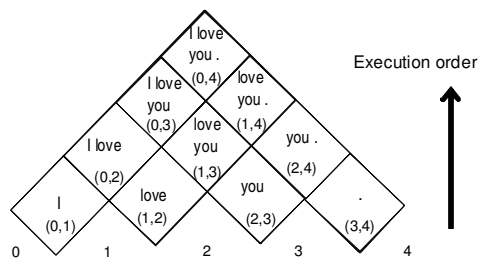 I love
you .
(0,4)
Execution order
I love
you
(0,3)
love
you .
(1,4)
I love
(0,2)
love
you
(1,3)
you .
(2,4)
I
(0,1)
love
(1,2)
you
(2,3)
.
(3,4)
0 1 2 3 4